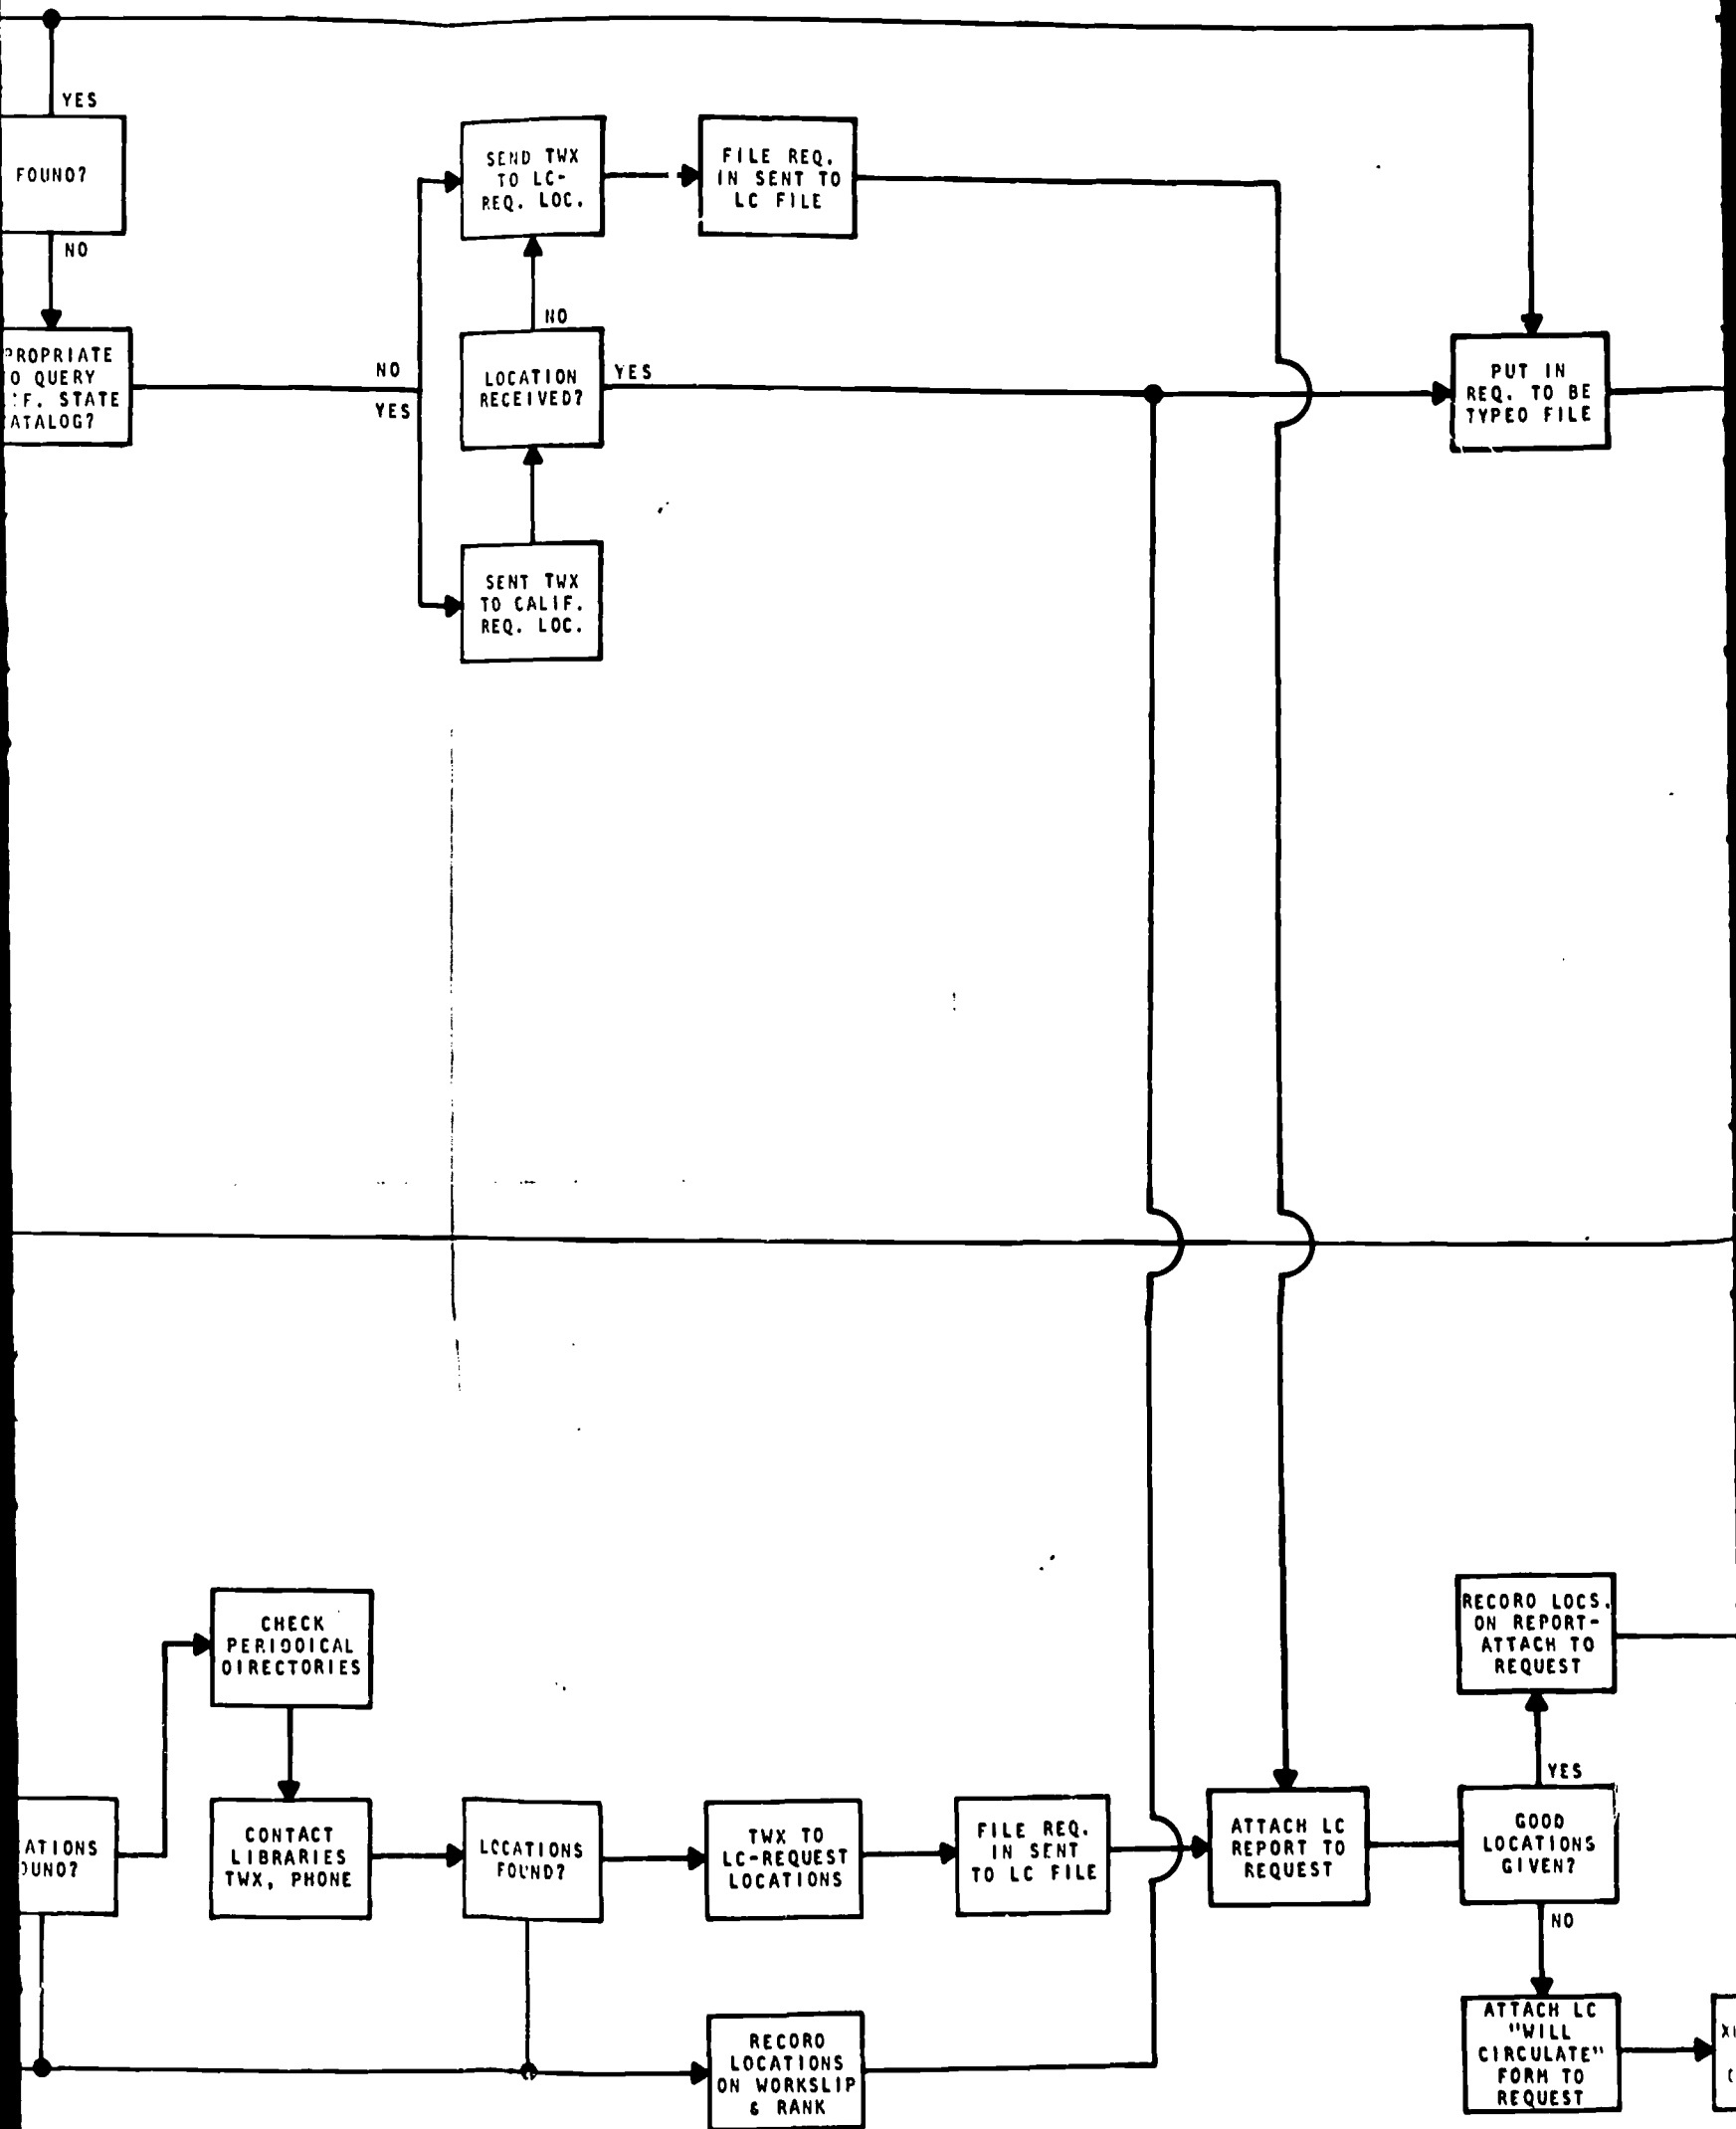 YES
FOUND?
NO
SEND TWX
TO LC-
REQ. LOC.
FILE REQ.
IN SENT TO
LC FILE
PROPRIATE
O QUERY
F. STATE
ATALOG?
NO
YES
NO
LOCATION
RECEIVED?
YES
PUT IN
REQ. TO BE
TYPED FILE
SENT TWX
TO CALIF.
REQ. LOC.
CHECK
PERIODICAL
DIRECTORIES
RECORD LOCS.
ON REPORT-
ATTACH TO
REQUEST
YES
ATIONS
OUND?
CONTACT
LIBRARIES
TWX, PHONE
LOCATIONS
FOUND?
TWX TO
LC-REQUEST
LOCATIONS
FILE REQ.
IN SENT
TO LC FILE
ATTACH LC
REPORT TO
REQUEST
GOOD
LOCATIONS
GIVEN?
NO
RECORD
LOCATIONS
ON WORKSLIP
& RANK
ATTACH LC
"WILL
CIRCULATE"
FORM TO
REQUEST